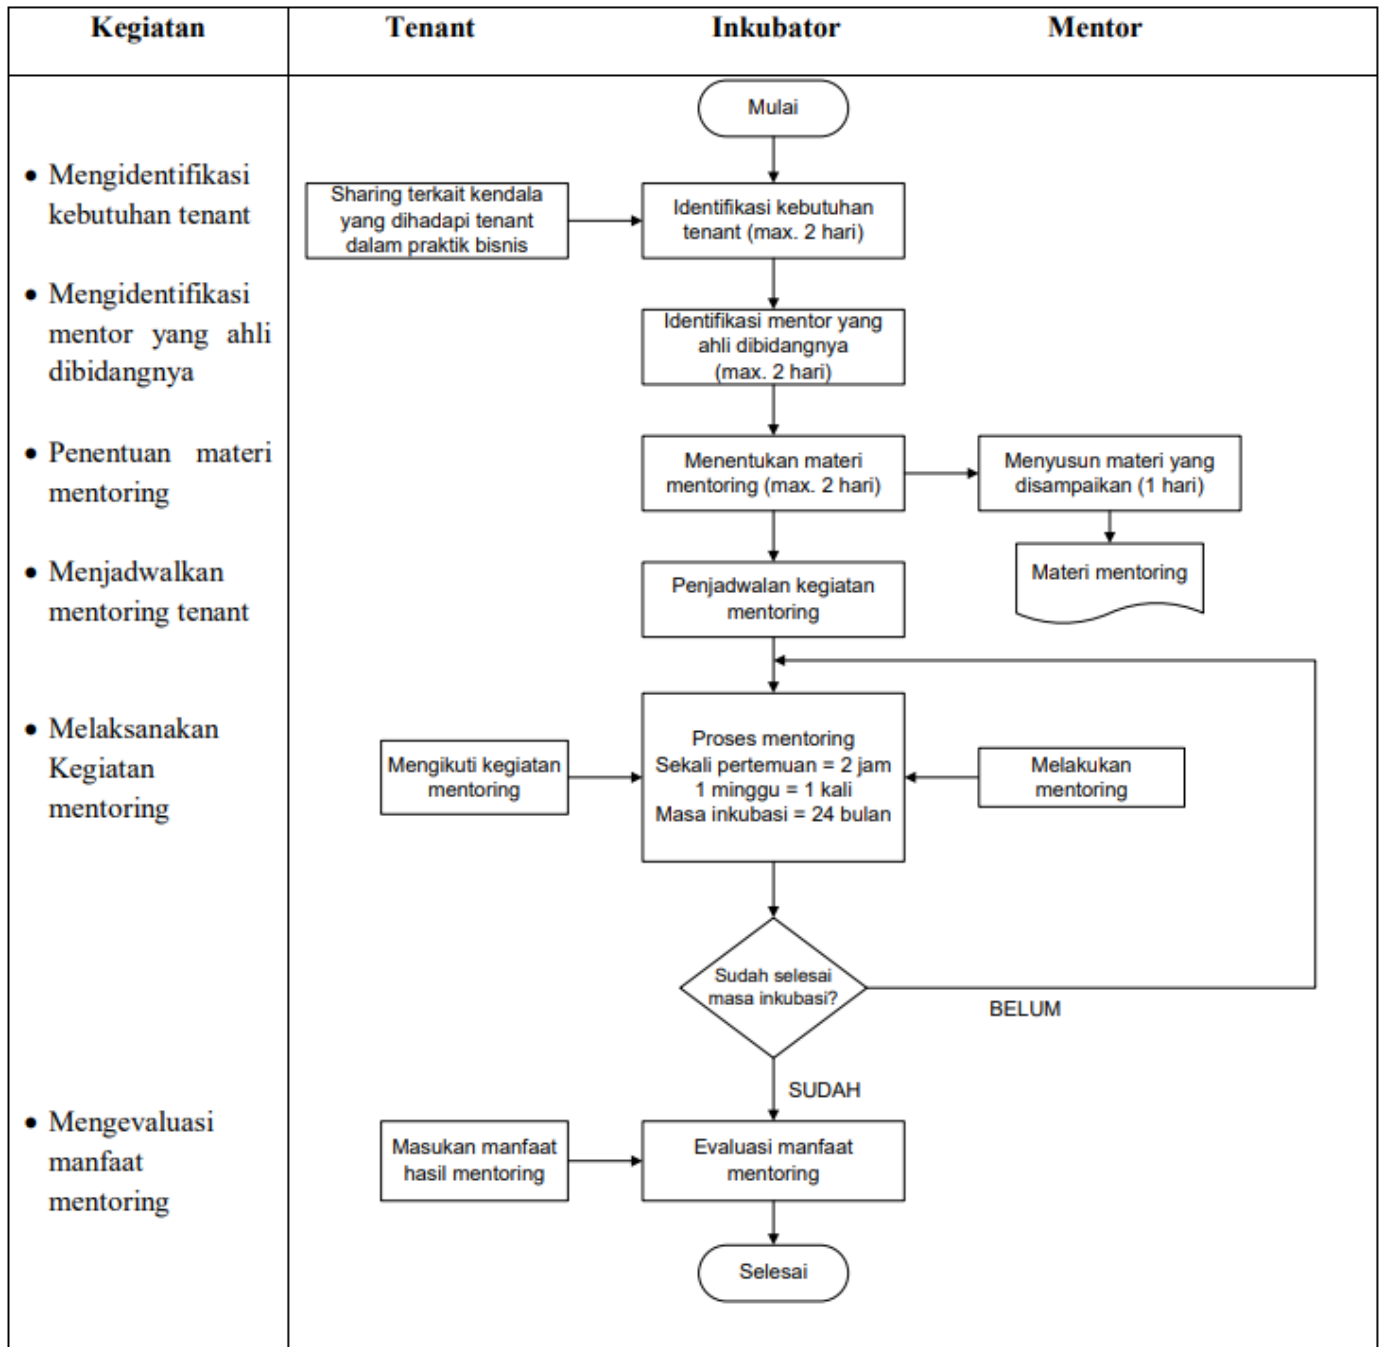 Kegiatan
Tenant
Inkubator
Mentor
Mulai
• Mengidentifikasi
kebutuhan tenant
Sharing terkait kendala
yang dihadapi tenant
dalam praktik bisnis
Identifikasi kebutuhan
tenant (max. 2 hari)
• Mengidentifikasi
mentor yang ahli
dibidangnya
Identifikasi mentor yang
ahli dibidangnya
(max. 2 hari)
• Penentuan materi
mentoring
Menentukan materi
mentoring (max. 2 hari)
Menyusun materi yang
disampaikan (1 hari)
Materi mentoring
• Menjadwalkan
mentoring tenant
Penjadwalan kegiatan
mentoring
• Melaksanakan
Kegiatan
mentoring
Mengikuti kegiatan
mentoring
Proses mentoring
Sekali pertemuan = 2 jam
1 minggu = 1 kali
Masa inkubasi = 24 bulan
Melakukan
mentoring
Sudah selesai
masa inkubasi?
BELUM
SUDAH
• Mengevaluasi
manfaat
mentoring
Masukan manfaat
hasil mentoring
Evaluasi manfaat
mentoring
Selesai